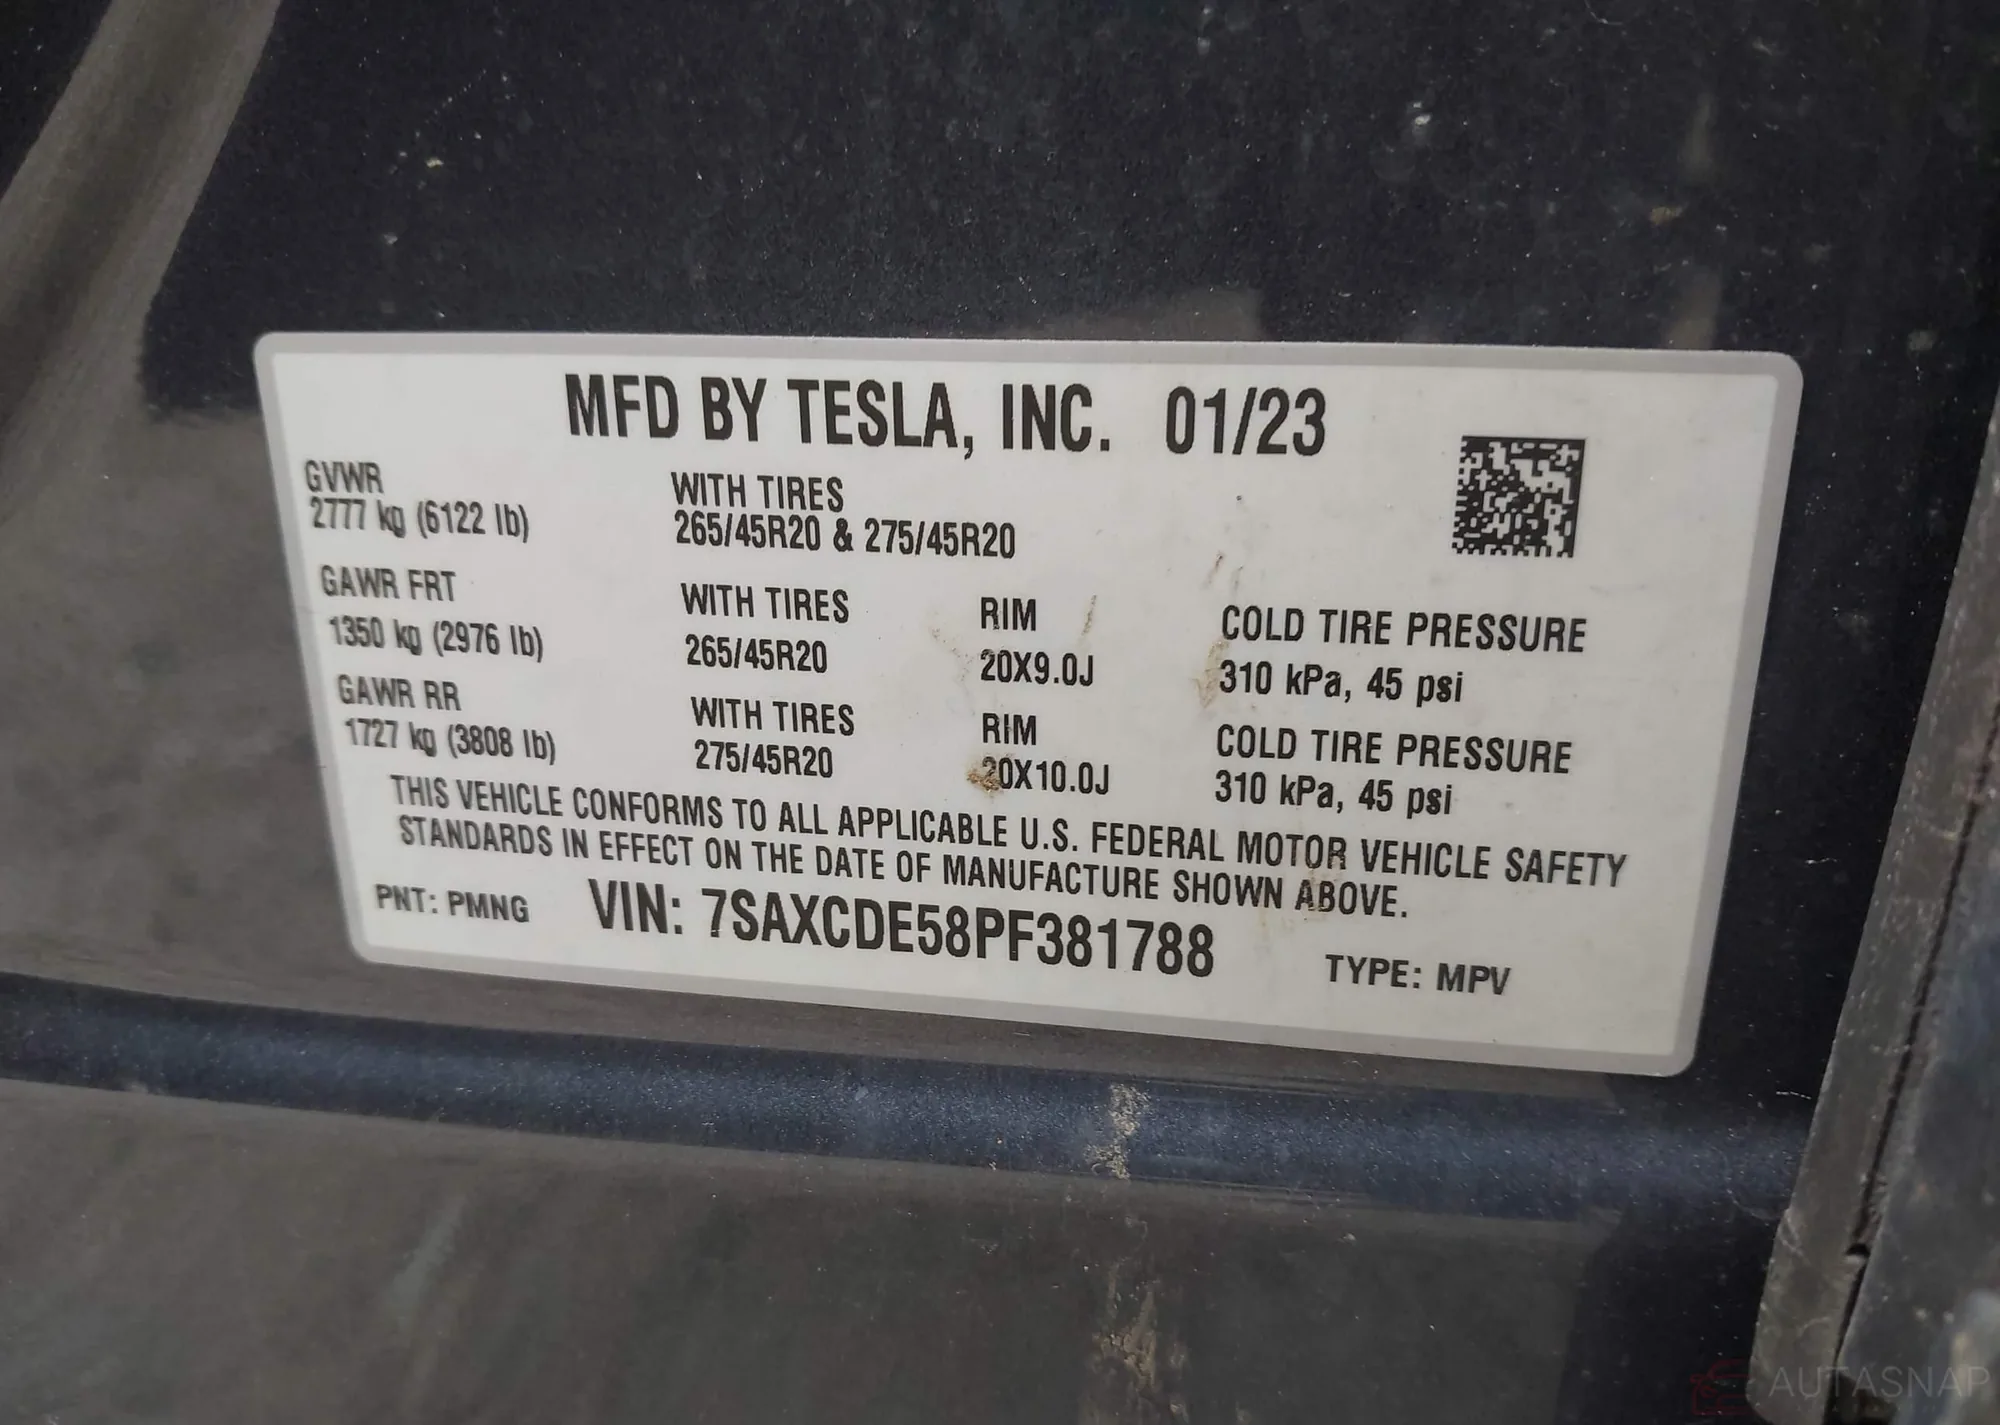 MFD BY TESLA, INC. 01/23
GVWR
2777 kg (6122 lb)
WITH TIRES
265/45R20 & 275/45R20
GAWR FRT
1350 kg (2976 lb)
WITH TIRES
265/45R20
RIM
20X9.0J
COLD TIRE PRESSURE
310 kPa, 45 psi
GAWR RR
1727 kg (3808 lb)
WITH TIRES
275/45R20
RIM
20X10.0J
COLD TIRE PRESSURE
310 kPa, 45 psi
THIS VEHICLE CONFORMS TO ALL APPLICABLE U.S. FEDERAL MOTOR VEHICLE SAFETY
STANDARDS IN EFFECT ON THE DATE OF MANUFACTURE SHOWN ABOVE.
PNT: PMNG VIN: 7SAXCDE58PF381788 TYPE: MPV
AUTASNAP